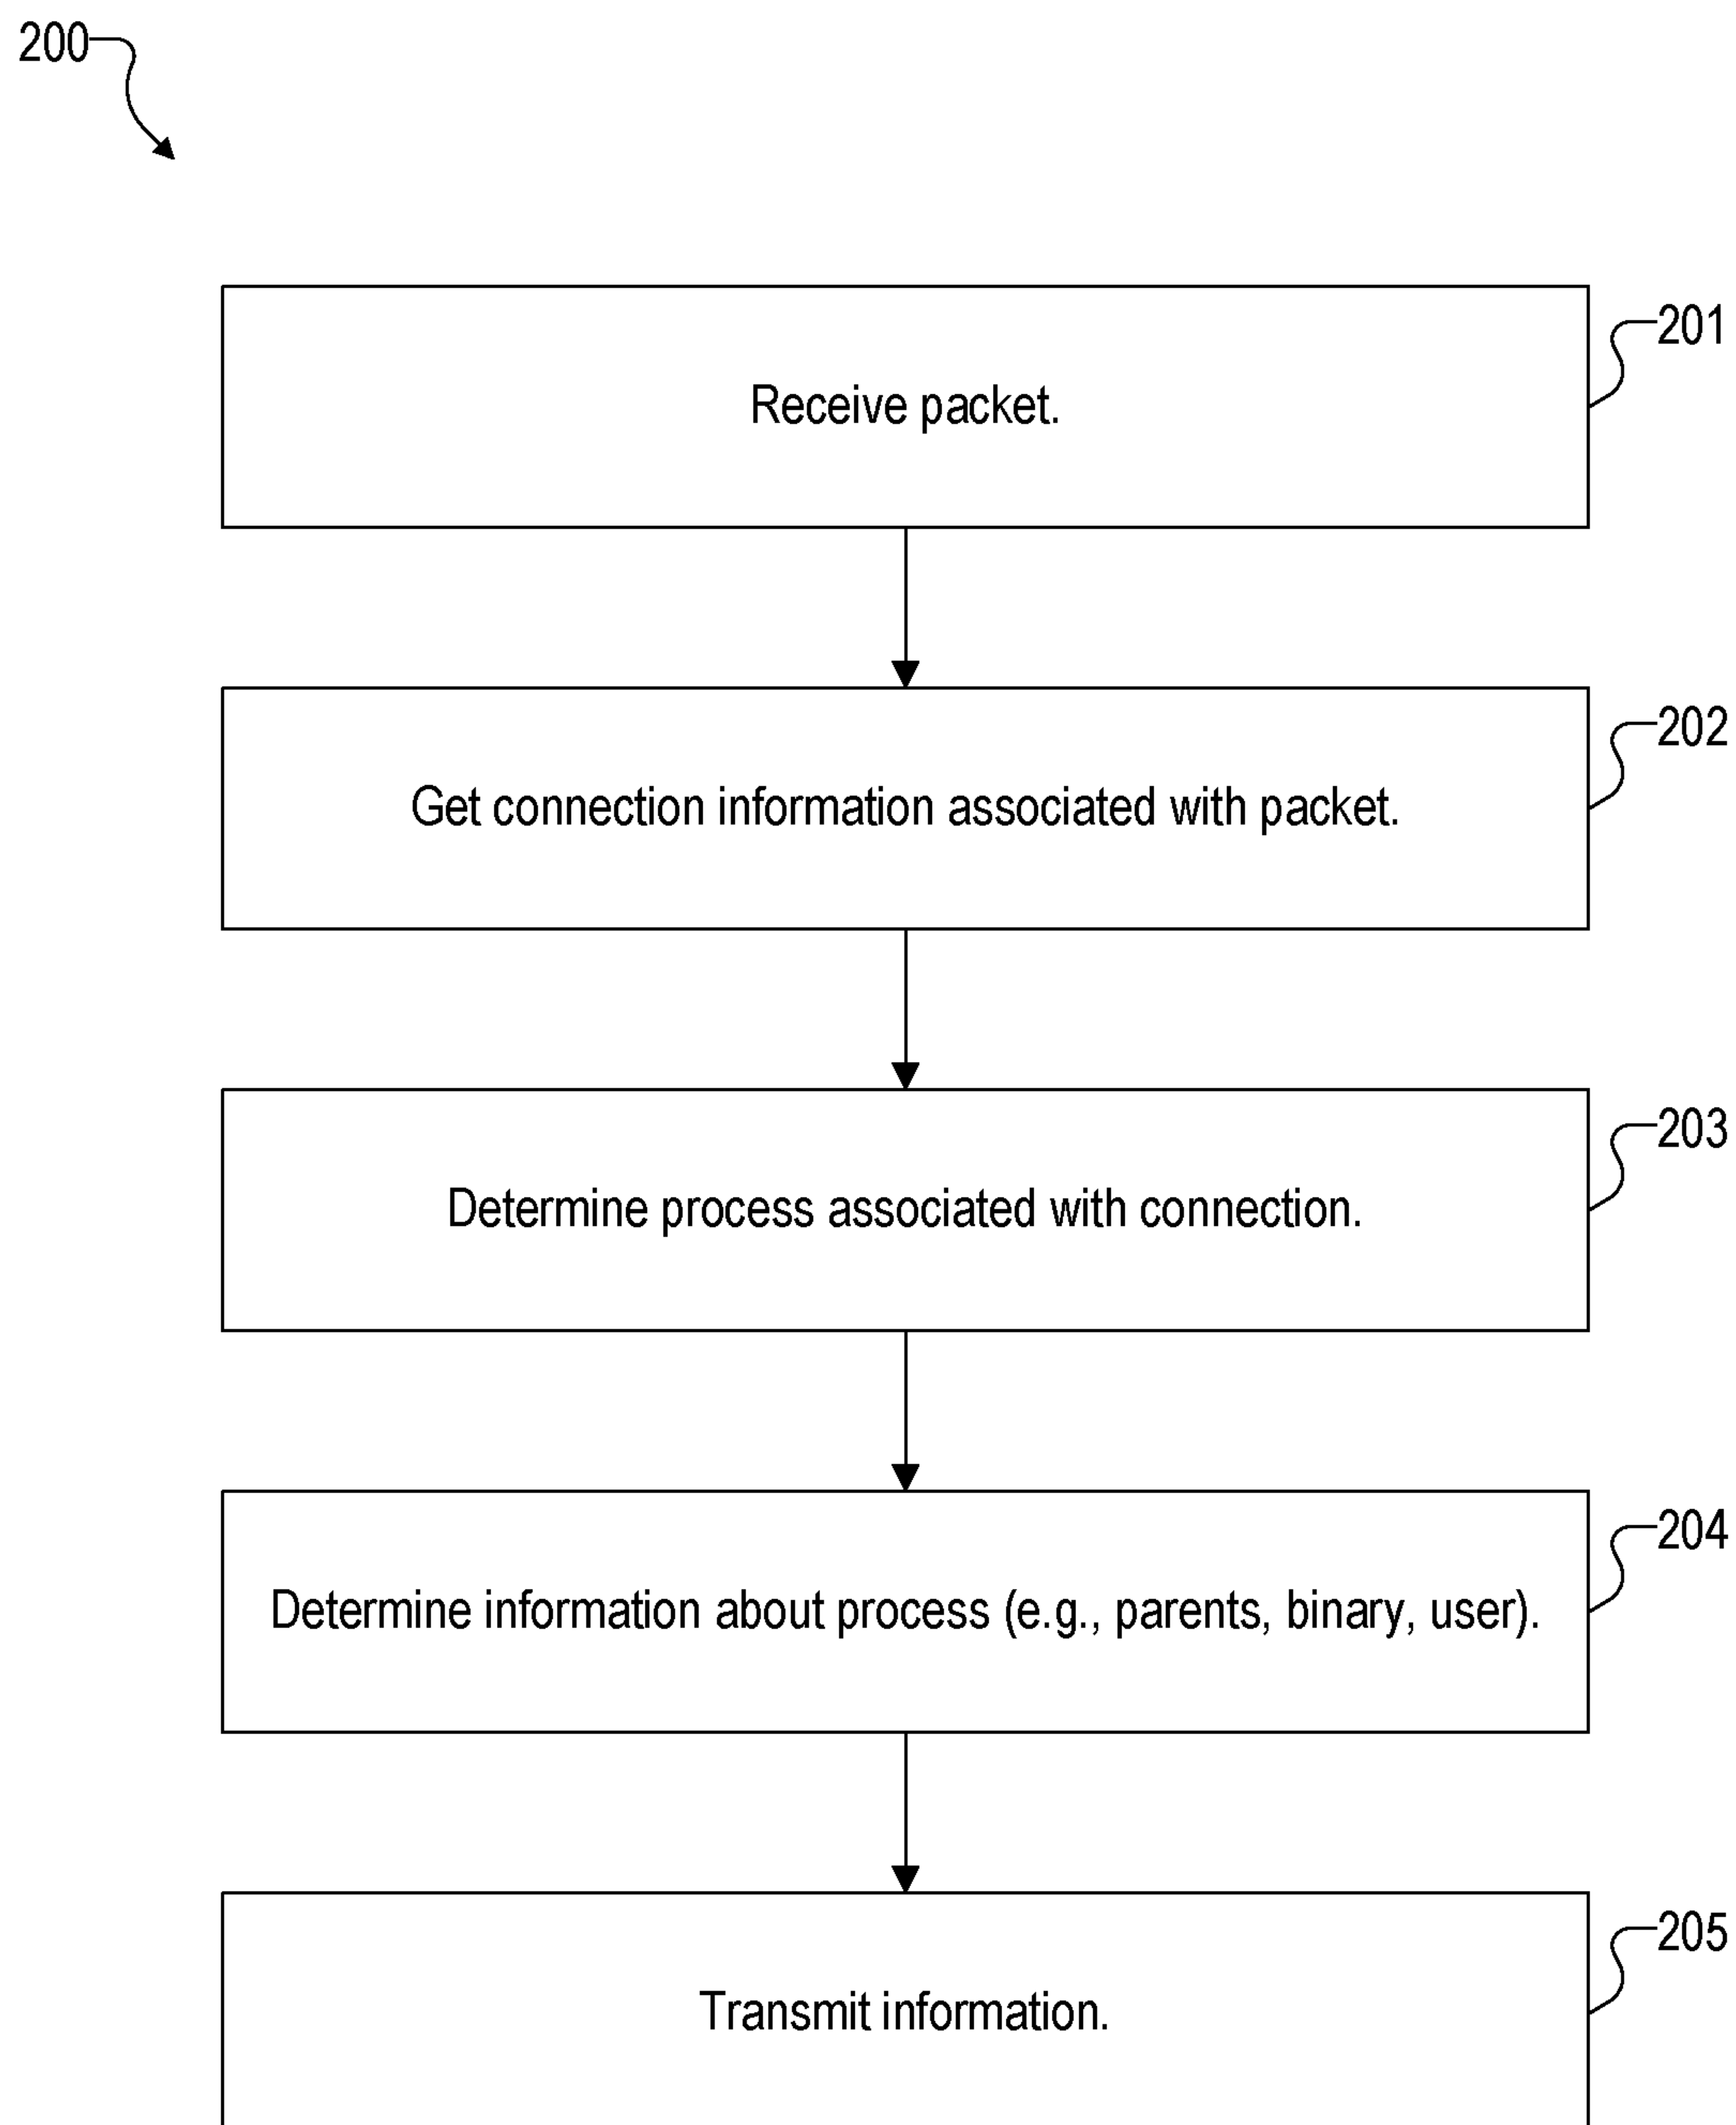 200
201
Receive packet.
202
Get connection information associated with packet.
203
Determine process associated with connection.
204
Determine information about process (e.g., parents, binary, user).
205
Transmit information.